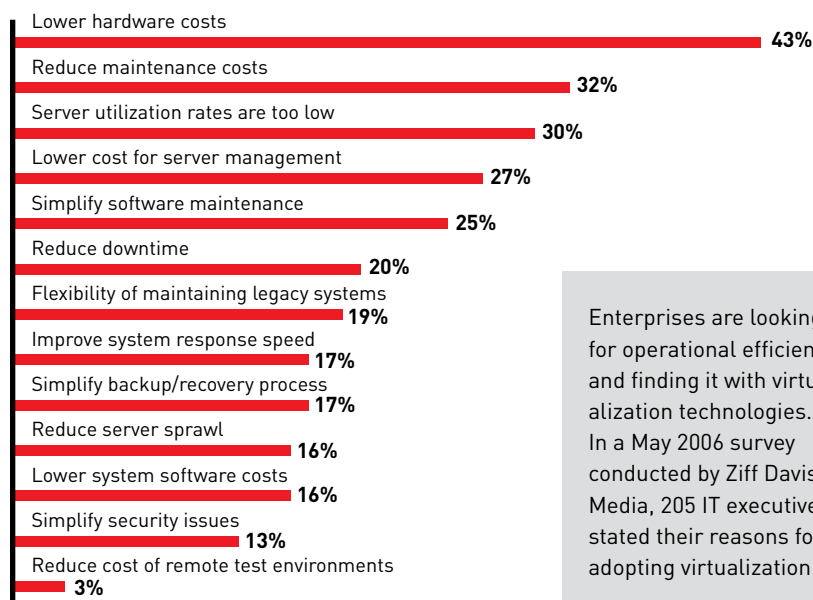 Lower hardware costs
43%
Reduce maintenance costs
32%
Server utilization rates are too low
30%
Lower cost for server management
27%
Simplify software maintenance
25%
Reduce downtime
20%
Flexibility of maintaining legacy systems
19%
Improve system response speed
17%
Simplify backup/recovery process
17%
Reduce server sprawl
16%
Lower system software costs
16%
Simplify security issues
13%
Reduce cost of remote test environments
3%
Enterprises are looking
for operational
and finding it with virtu-
alization technologies.
In a May 2006 survey
conducted by Ziff Davis
Media, 205 IT
stated their reasons
adopting virtualization